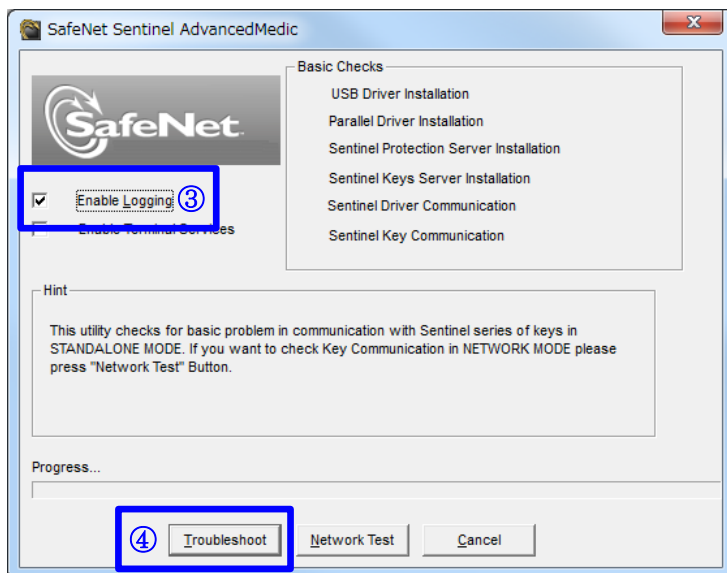 SafeNet Sentinel AdvancedMedic
SafeNet
Basic Checks
USB Driver Installation
Parallel Driver Installation
Sentinel Protection Server Installation
Sentinel Keys Server Installation
Sentinel Driver Communication
Sentinel Key Communication
Enable Logging ③
Enable Terminal Services
Hint
This utility checks for basic problem in communication with Sentinel series of keys in
STANDALONE MODE. If you want to check Key Communication in NETWORK MODE please
press "Network Test" Button.
Progress...
④ Troubleshoot
Network Test
Cancel